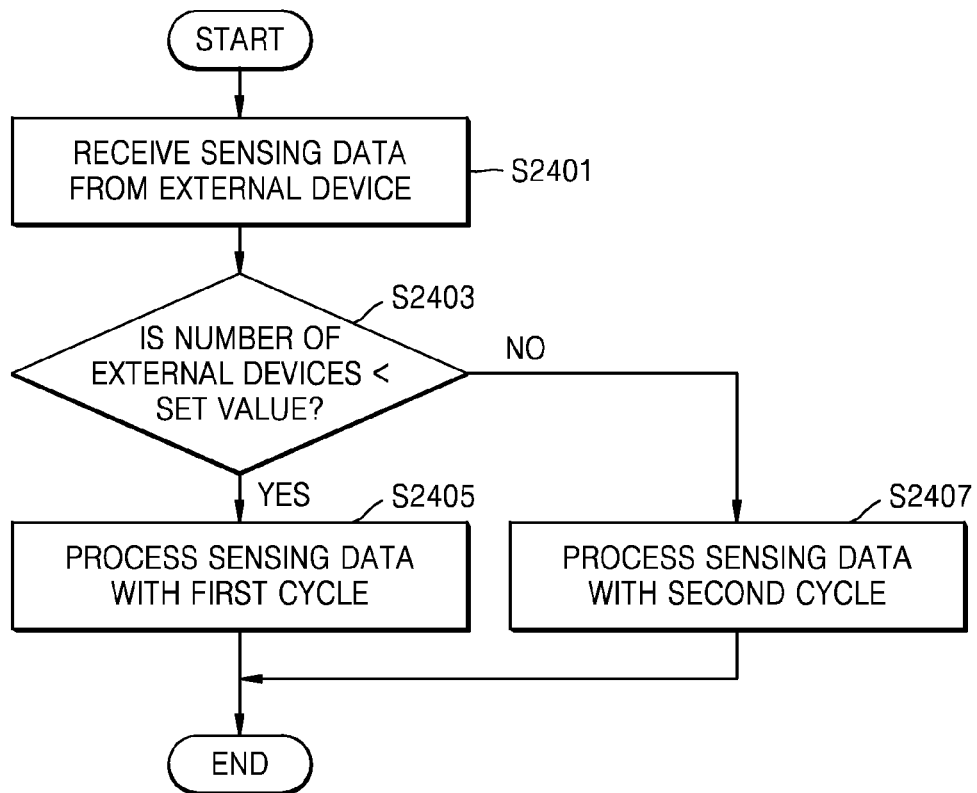 START
RECEIVE SENSING DATA
FROM EXTERNAL DEVICE
S2401
S2403
IS NUMBER OF
EXTERNAL DEVICES <
SET VALUE?
NO
YES
S2405
S2407
PROCESS SENSING DATA
WITH FIRST CYCLE
PROCESS SENSING DATA
WITH SECOND CYCLE
END